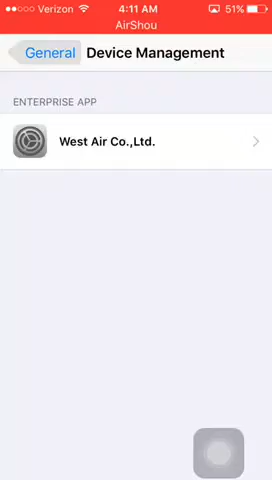 Verizon 4:11 AM 51%
AirShou
General Device Management
ENTERPRISE APP
West Air Co.,Ltd.